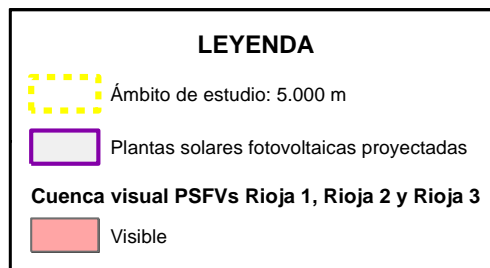 LEYENDA
Ámbito de estudio: 5.000 m
Plantas solares fotovoltaicas proyectadas
Cuenca visual PSFVs Rioja 1, Rioja 2 y Rioja 3
Visible